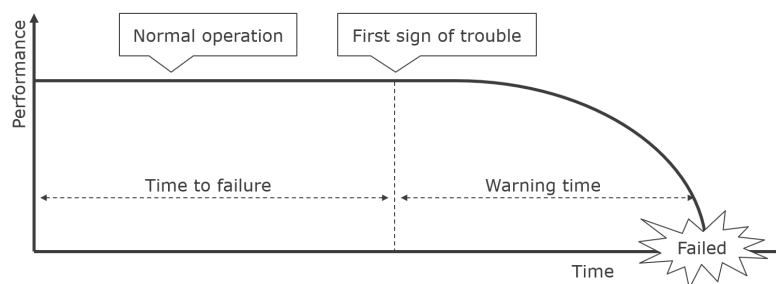 Normal operation
First sign of trouble
Performance
Time to failure
Warning time
Failed
Time